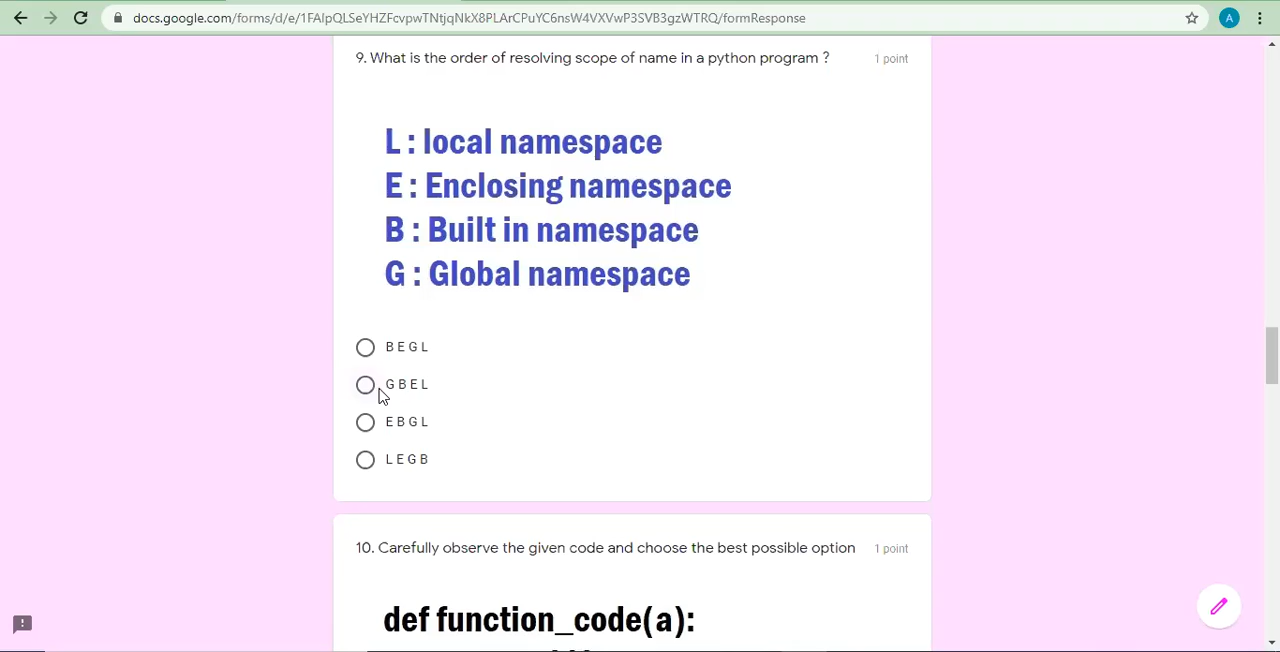 docs.google.com/forms/d/e/1FAIpQLSeYHZFcvpwTNtjqNkX8PLArCPuYC6nsW4VXVwP3SVB3gzWTRQ/formResponse
A
9. What is the order of resolving scope of name in a python program ?
1 point
L : local namespace
E : Enclosing namespace
B : Built in namespace
G : Global namespace
B E G L
G B E L
E B G L
L E G B
10. Carefully observe the given code and choose the best possible option
1 point
def function_code(a):